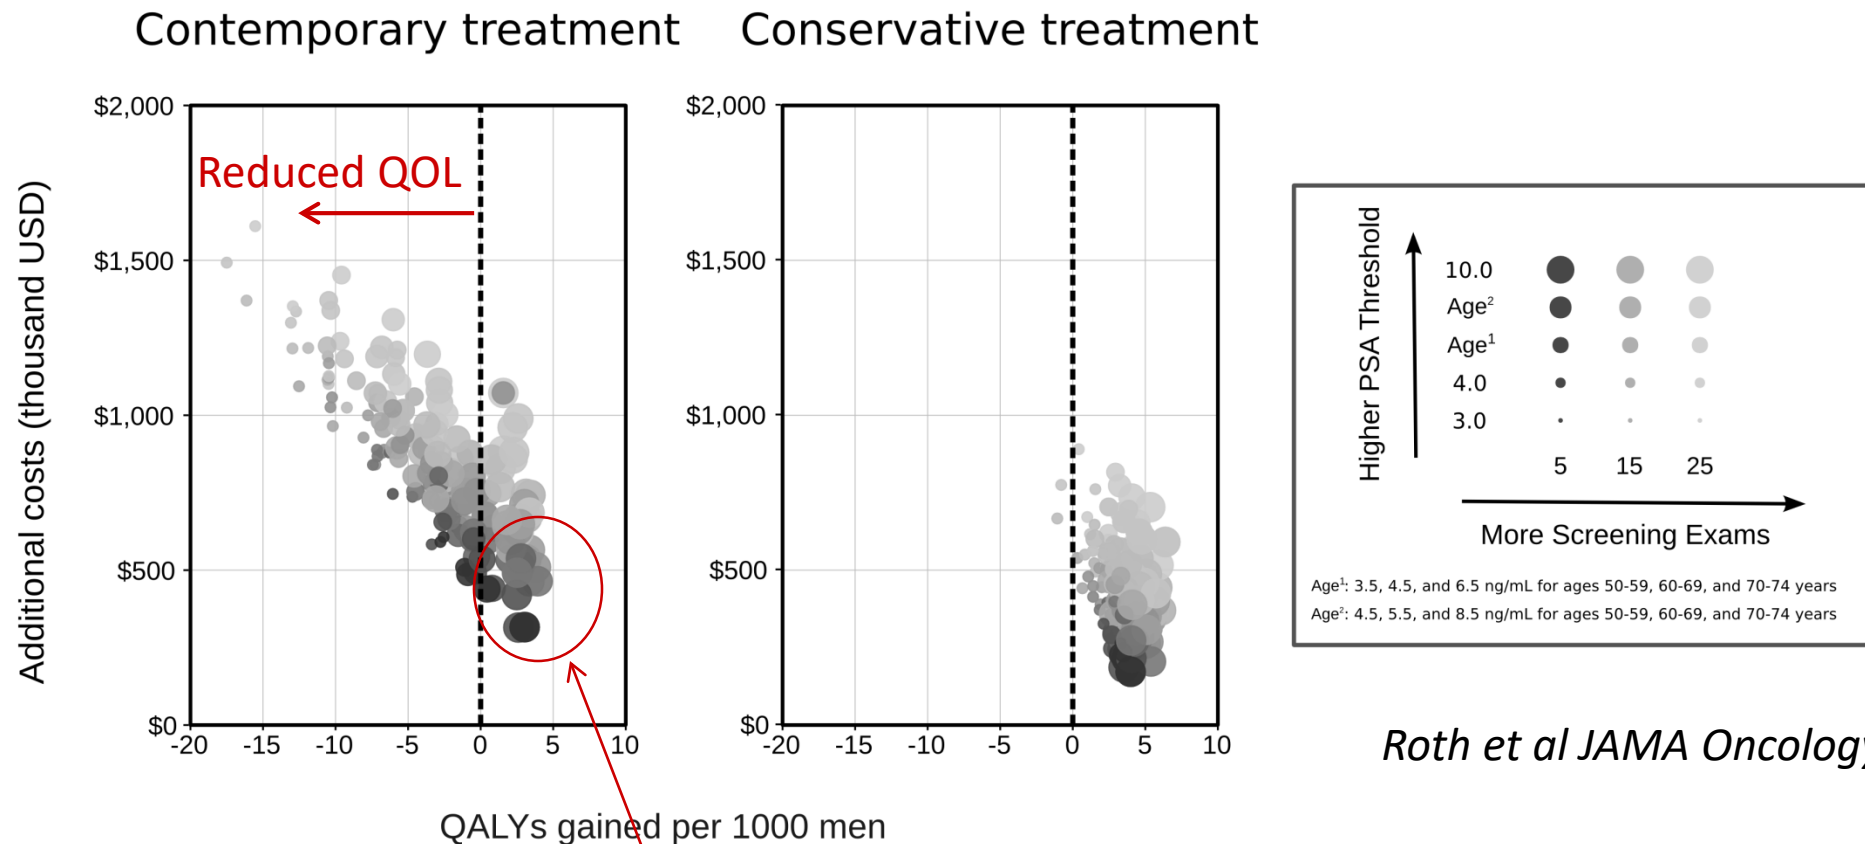 Contemporary treatment
Conservative treatment
Additional costs (thousand USD)
$2,000
$1,500
$1,000
$500
$0
Reduced QOL
-20 -15 -10 -5 0 5 10
$2,000
$1,500
$1,000
$500
$0
-20 -15 -10 -5 0 5 10
QALYs gained per 1000 men
Higher PSA Threshold
10.0
Age²
Age¹
4.0
3.0
5 15 25
More Screening Exams
Age¹: 3.5, 4.5, and 6.5 ng/mL for ages 50-59, 60-69, and 70-74 years
Age²: 4.5, 5.5, and 8.5 ng/mL for ages 50-59, 60-69, and 70-74 years
Roth et al JAMA Oncology